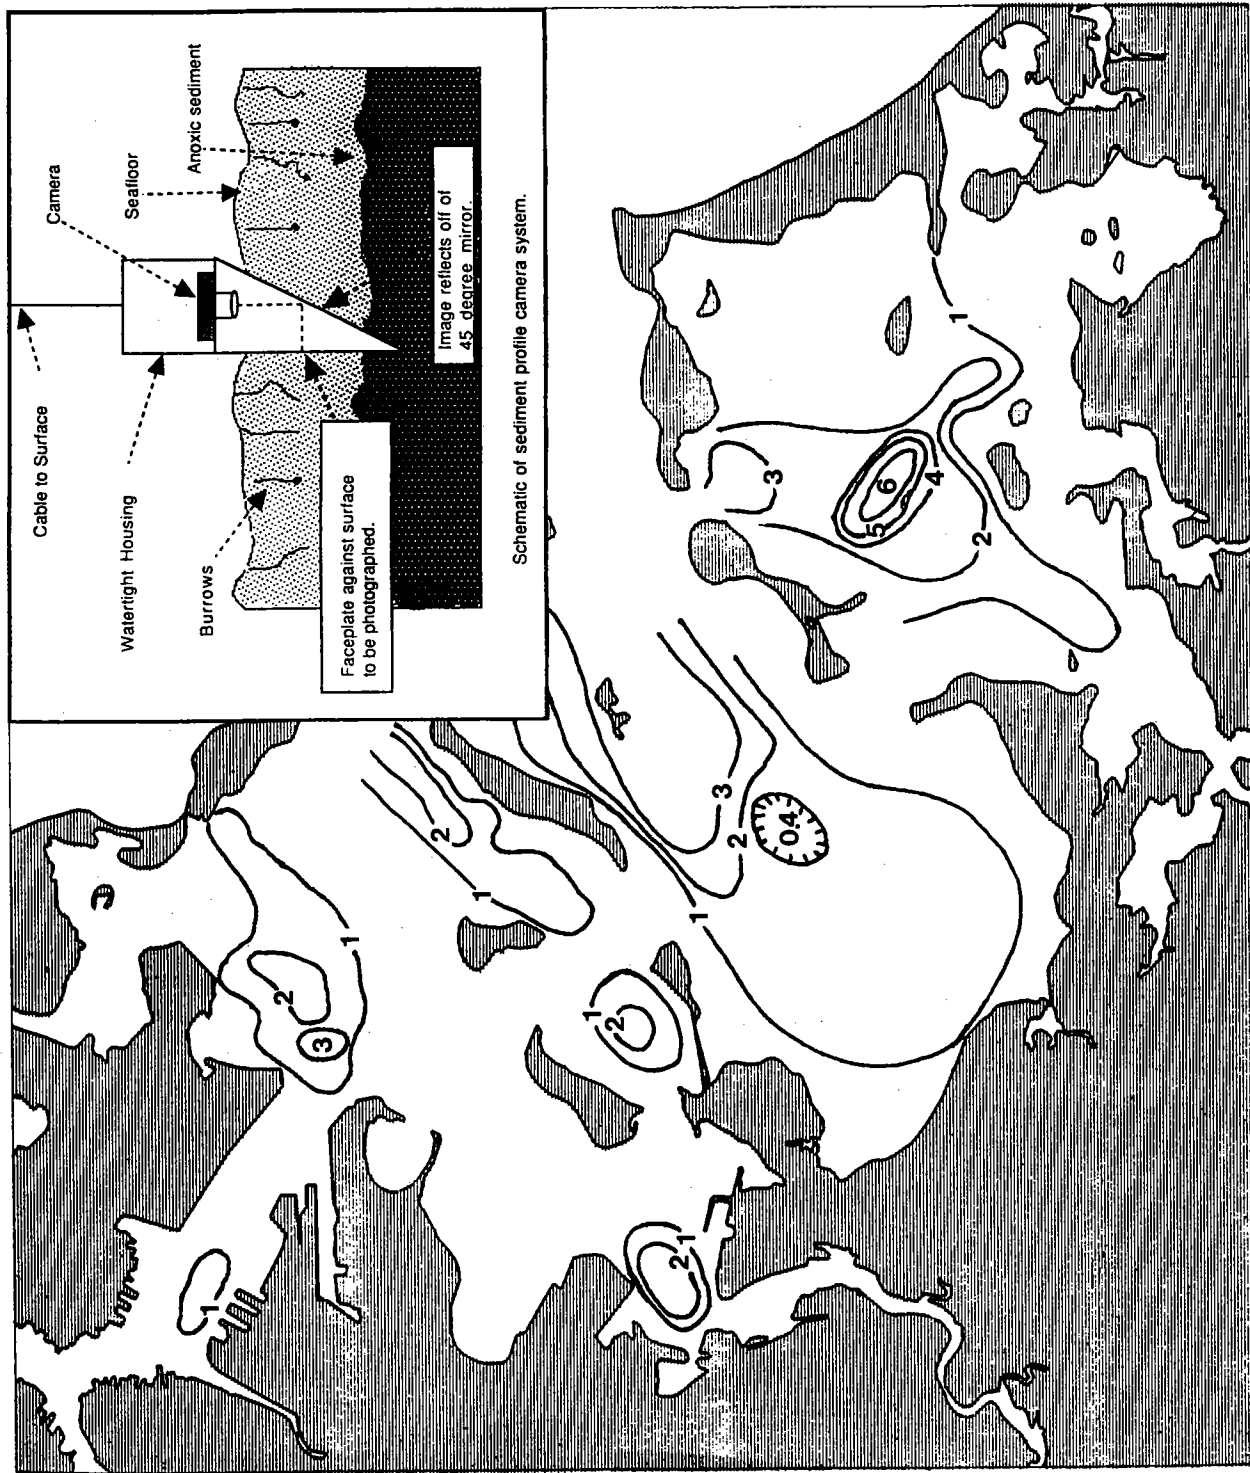 Cable to Surface
Camera
Watertight Housing
Seafloor
Burrows
Anoxic sediment
Faceplate against surface
to be photographed.
Image reflects off of
45 degree mirror.
Schematic of sediment profile camera system.
1
2
3
1
2
1
1
2
2
1
1
2
3
0.4
3
6
5
4
2
1